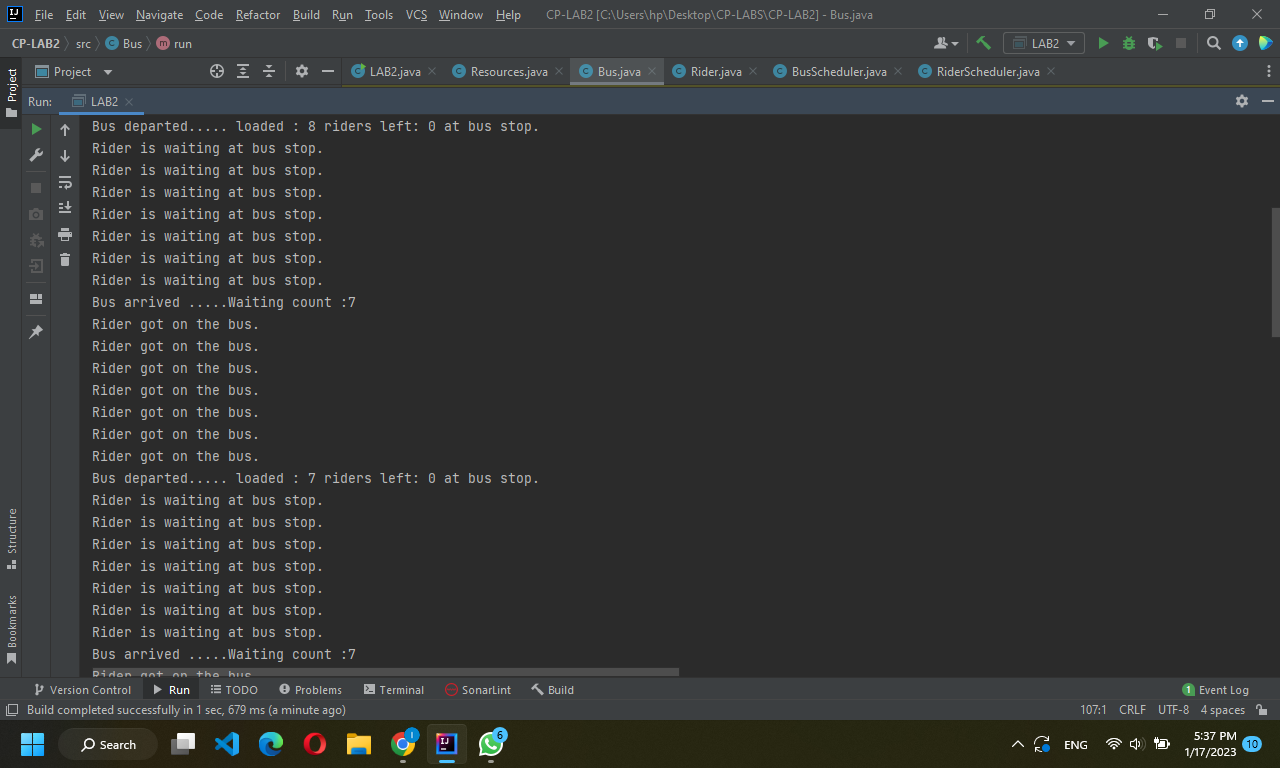 File Edit View Navigate Code Refactor Build Run Tools VCS Window Help CP-LAB2 [C:\Users\hp\Desktop\CP-LABS\CP-LAB2] - Bus.java
CP-LAB2 src C Bus m run LAB2
Project LAB2.java Resources.java Bus.java Rider.java BusScheduler.java RiderScheduler.java
Project
Run: LAB2
Bus departed..... loaded : 8 riders left: 0 at bus stop.
Rider is waiting at bus stop.
Rider is waiting at bus stop.
Rider is waiting at bus stop.
Rider is waiting at bus stop.
Rider is waiting at bus stop.
Rider is waiting at bus stop.
Rider is waiting at bus stop.
Bus arrived .....Waiting count :7
Rider got on the bus.
Rider got on the bus.
Rider got on the bus.
Rider got on the bus.
Rider got on the bus.
Rider got on the bus.
Rider got on the bus.
Bus departed..... loaded : 7 riders left: 0 at bus stop.
Rider is waiting at bus stop.
Rider is waiting at bus stop.
Rider is waiting at bus stop.
Rider is waiting at bus stop.
Rider is waiting at bus stop.
Rider is waiting at bus stop.
Rider is waiting at bus stop.
Bus arrived .....Waiting count :7
Rider got on the bus.
Structure
Bookmarks
Version Control Run TODO Problems Terminal SonarLint Build 1 Event Log
Build completed successfully in 1 sec, 679 ms (a minute ago) 107:1 CRLF UTF-8 4 spaces
Search 6 ENG 5:37 PM 10
1/17/2023